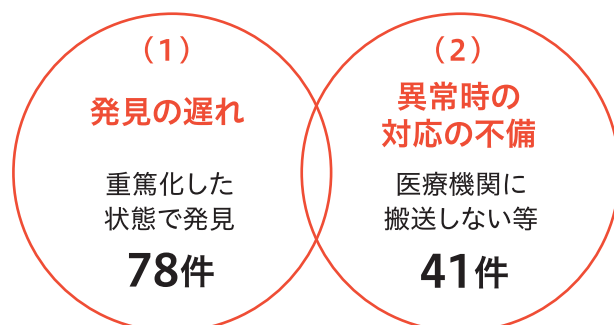 （1）
発見の遅れ
重篤化した
状態で発見
78件
（2）
異常時の
対応の不備
医療機関に
搬送しない等
41件